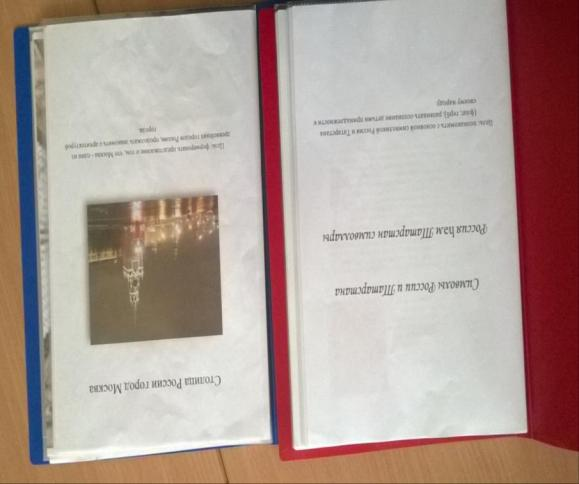 Столица России город Москва
Цель: формировать представление о том, что Москва - один из
древнейших городов России, продолжать знакомить с архитектурой
города
Символы России и Татарстана
Россия һәм Татарстан символлары
Цель: познакомить с основной символикой России и Татарстана
(флаг, герб), развивать осознание детьми принадлежности к
своему народу